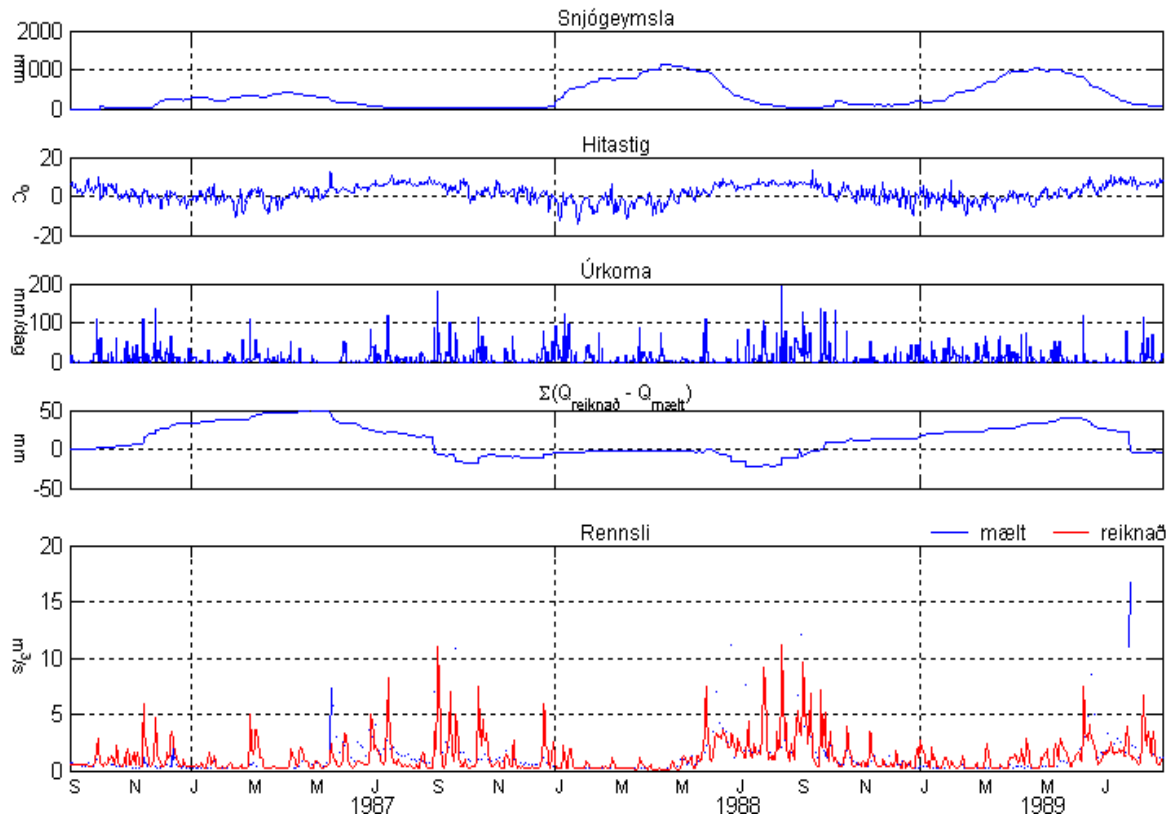 Snjógeymsla
2000
1000
0
mm
Hitastig
20
0
-20
°C
Úrkoma
200
100
0
mm/dag
Σ(Qreiknað - Qmælt)
50
0
-50
mm
Rennsli
mælt reiknað
20
15
10
5
0
m³/s
S N J M M J S N J M M J S N J M M J
1987 1988 1989